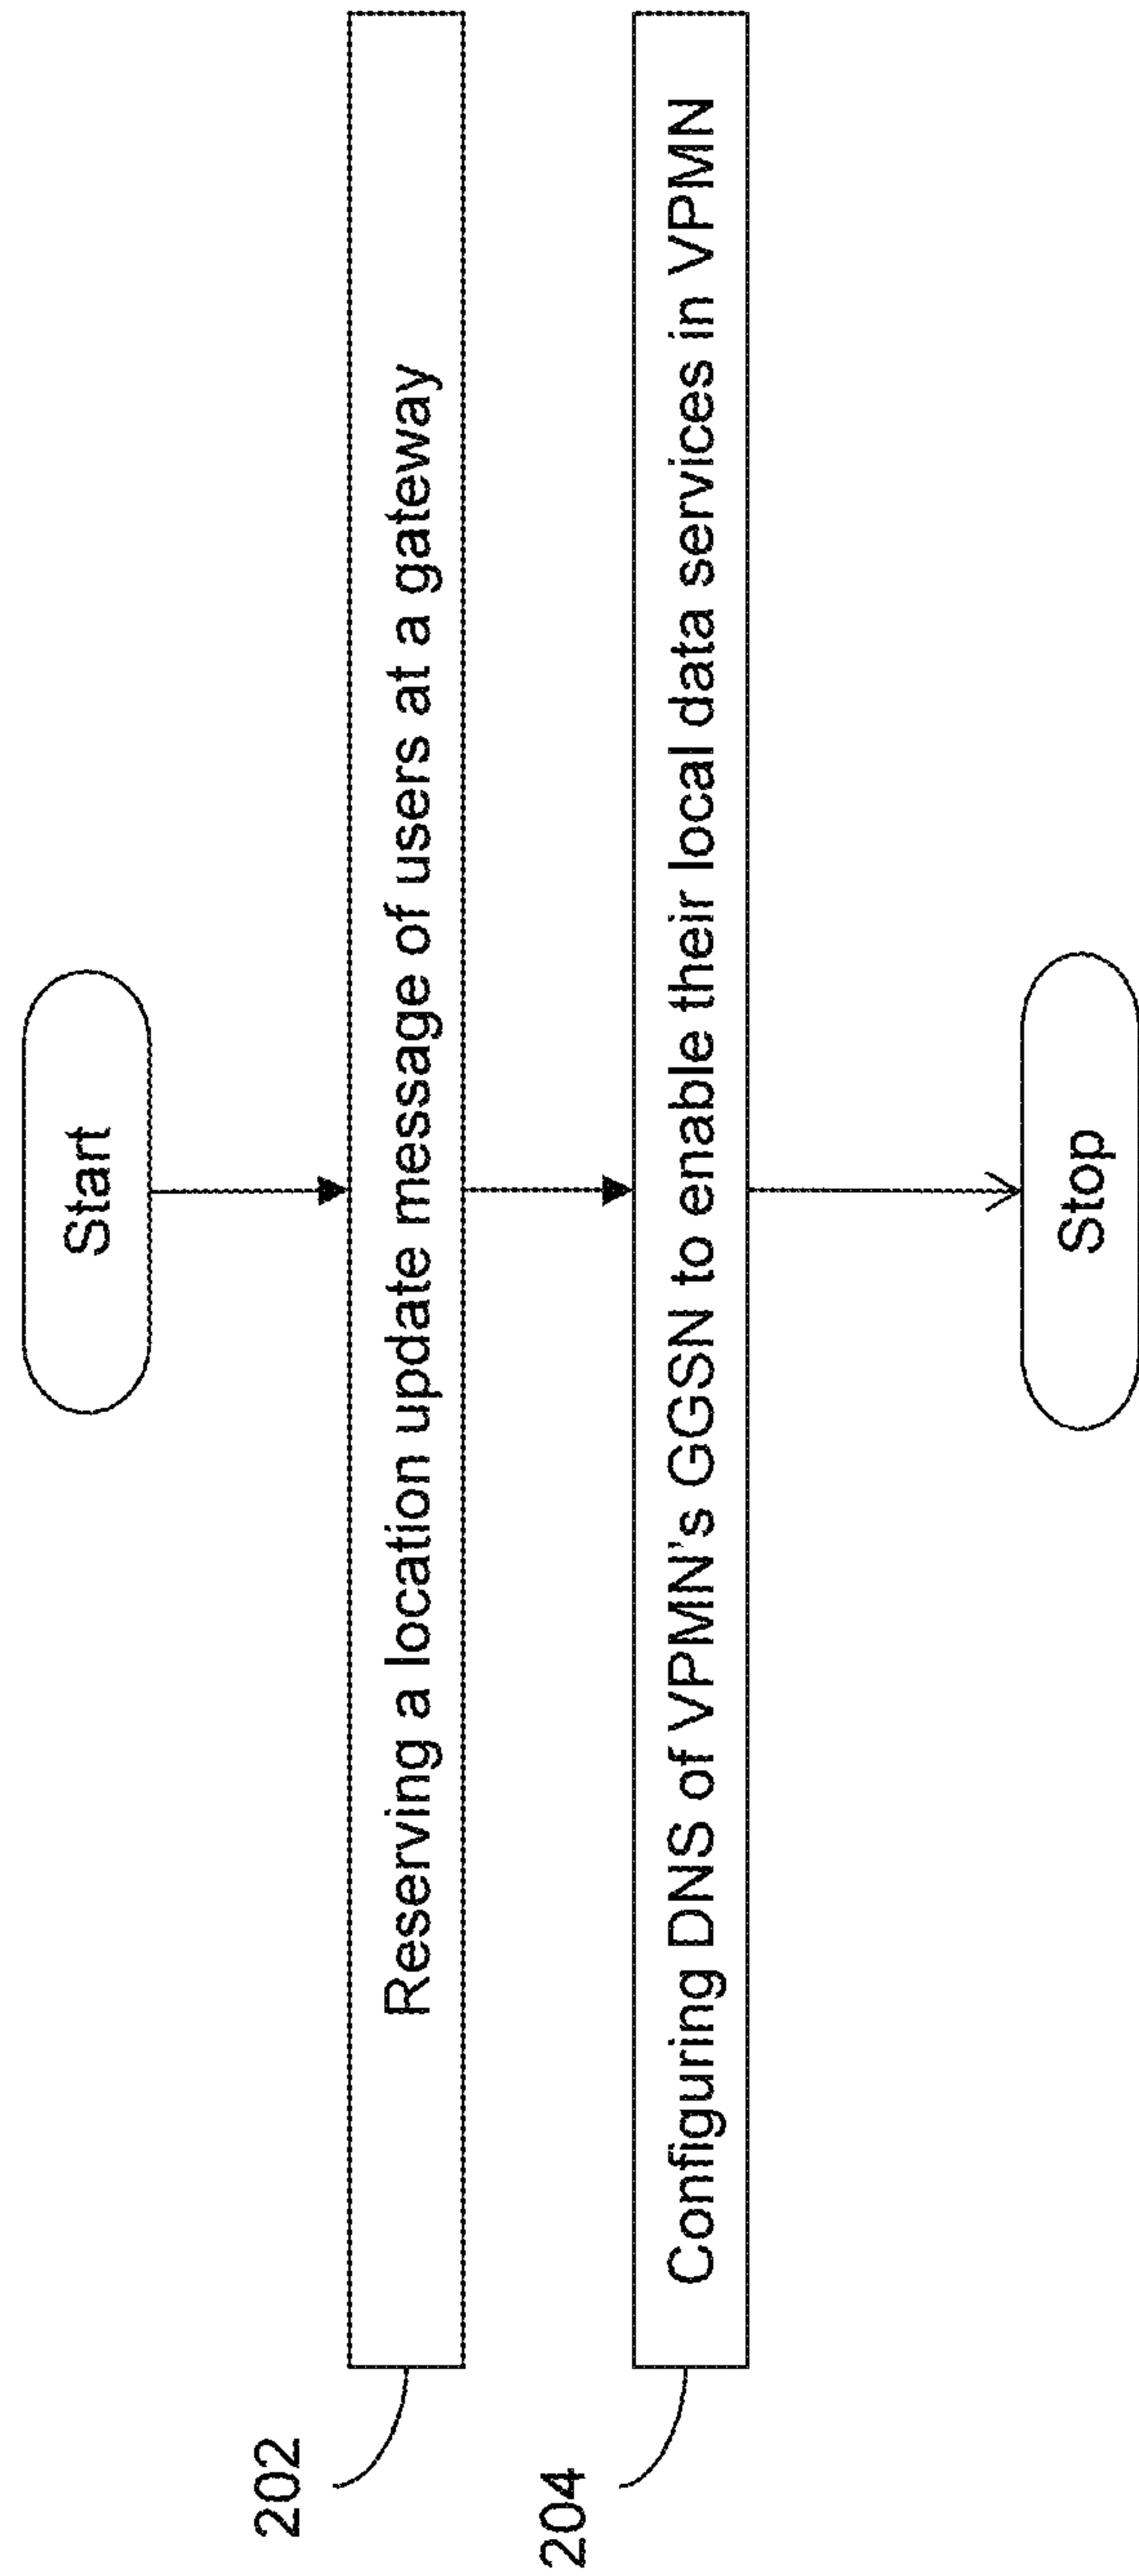 Start
202
Reserving a location update message of users at a gateway
204
Configuring DNS of VPMN's GGSN to enable their local data services in VPMN
Stop